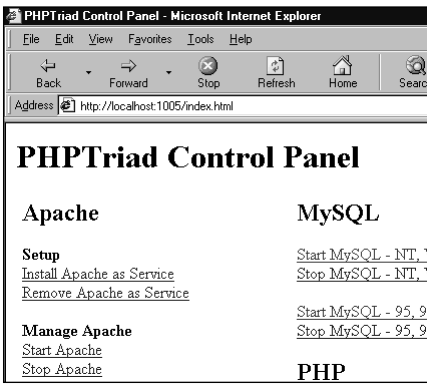 PHPTriad Control Panel - Microsoft Internet Explorer
File Edit View Favorites Tools Help
Back Forward Stop Refresh Home
Address http://localhost:1005/index.html
PHPTriad Control Panel
Apache
Setup
Install Apache as Service
Remove Apache as Service
Manage Apache
Start Apache
Stop Apache
MySQL
Start MySQL - NT,
Stop MySQL - NT,
Start MySQL - 95, 9
Stop MySQL - 95, 9
PHP